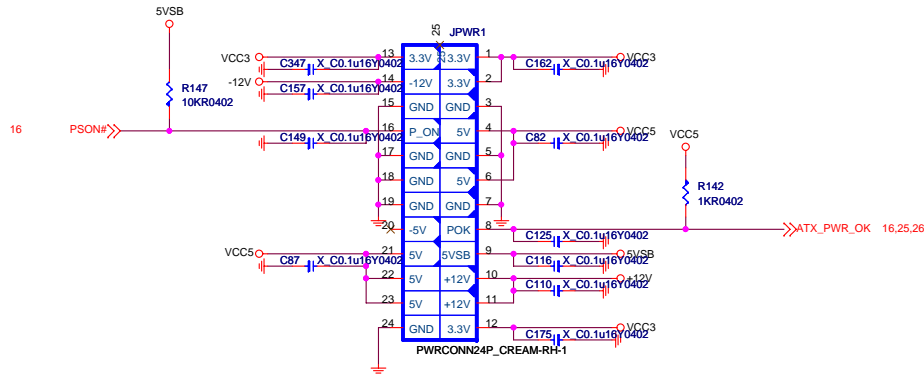 5VSB
25
JPWR1
25
VCC3
13
3.3V
3.3V
1
VCC3
C347
X_C0.1u16Y0402
C162
X_C0.1u16Y0402
-12V
14
-12V
3.3V
2
C157
X_C0.1u16Y0402
R147
10KR0402
15
GND
GND
3
16
PSON#
16
P_ON
5V
4
VCC5
C149
X_C0.1u16Y0402
C82
X_C0.1u16Y0402
VCC5
17
GND
GND
5
18
GND
5V
6
R142
1KR0402
19
GND
GND
7
20
-5V
POK
8
ATX_PWR_OK
16,25,26
C125
X_C0.1u16Y0402
VCC5
21
5V
5VSB
9
5VSB
C87
X_C0.1u16Y0402
C116
X_C0.1u16Y0402
22
5V
+12V
10
+12V
C110
X_C0.1u16Y0402
23
5V
+12V
11
24
GND
3.3V
12
VCC3
C175
X_C0.1u16Y0402
PWRCONN24P_CREAM-RH-1